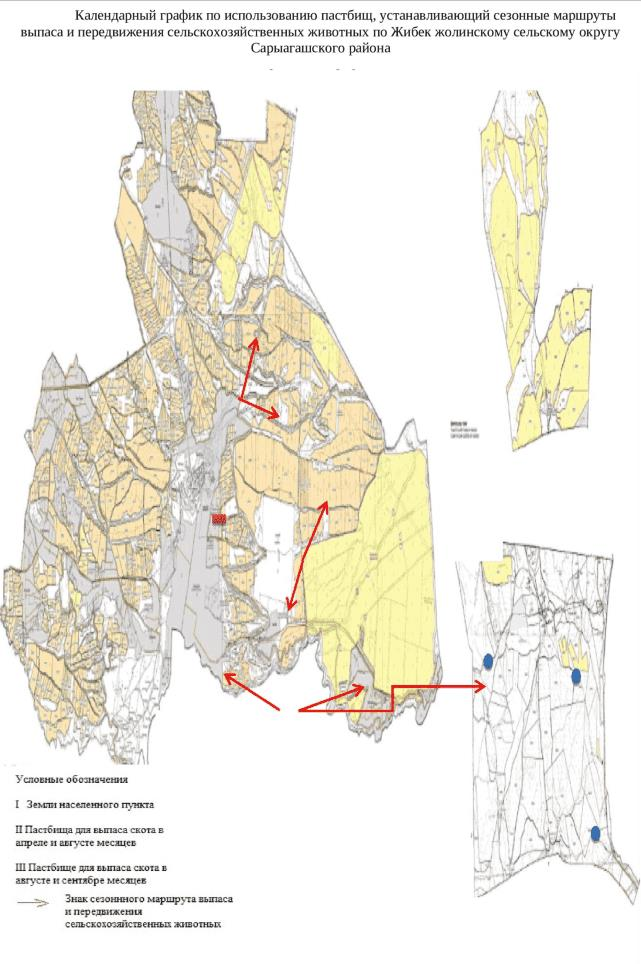 Календарный график по использованию пастбищ, устанавливающий сезонные маршруты
выпаса и передвижения сельскохозяйственных животных по Жибек жолинскому сельскому округу
Сарыагашского района
Условные обозначения
I Земли населенного пункта
II Пастбища для выпаса скота в
апреле и августе месяцев
III Пастбище для выпаса скота в
августе и сентябре месяцев
Знак сезоннного маршрута выпаса
и передвижения
сельскохозяйственных животных